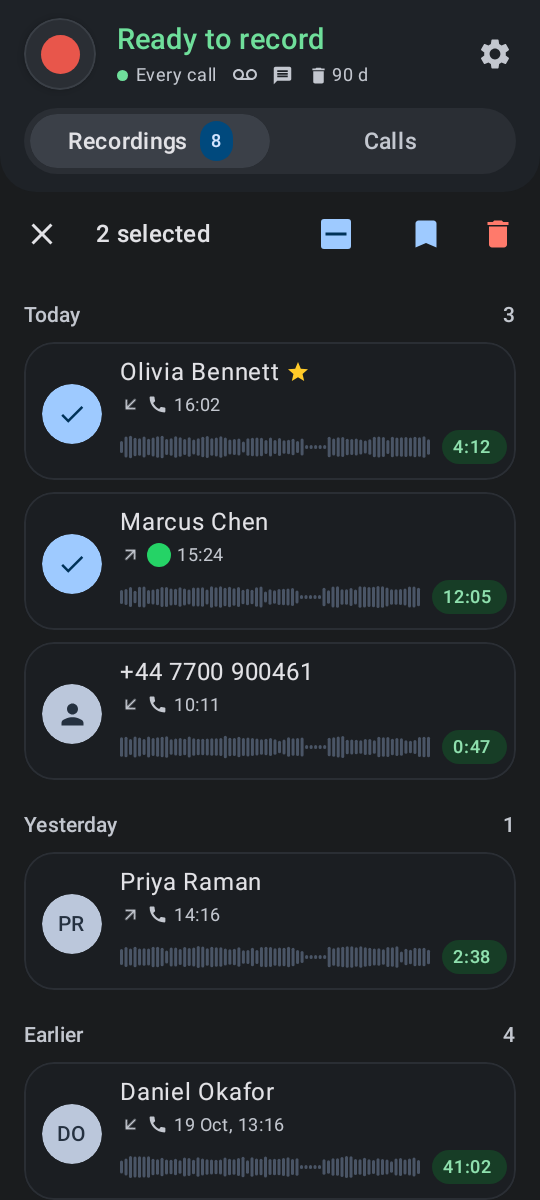 Ready to record
Every call 90 d
Recordings 8 Calls
2 selected
Today 3
Olivia Bennett
16:02
4:12
Marcus Chen
15:24
12:05
+44 7700 900461
10:11
0:47
Yesterday 1
Priya Raman
PR
14:16
2:38
Earlier 4
Daniel Okafor
DO
19 Oct, 13:16
41:02